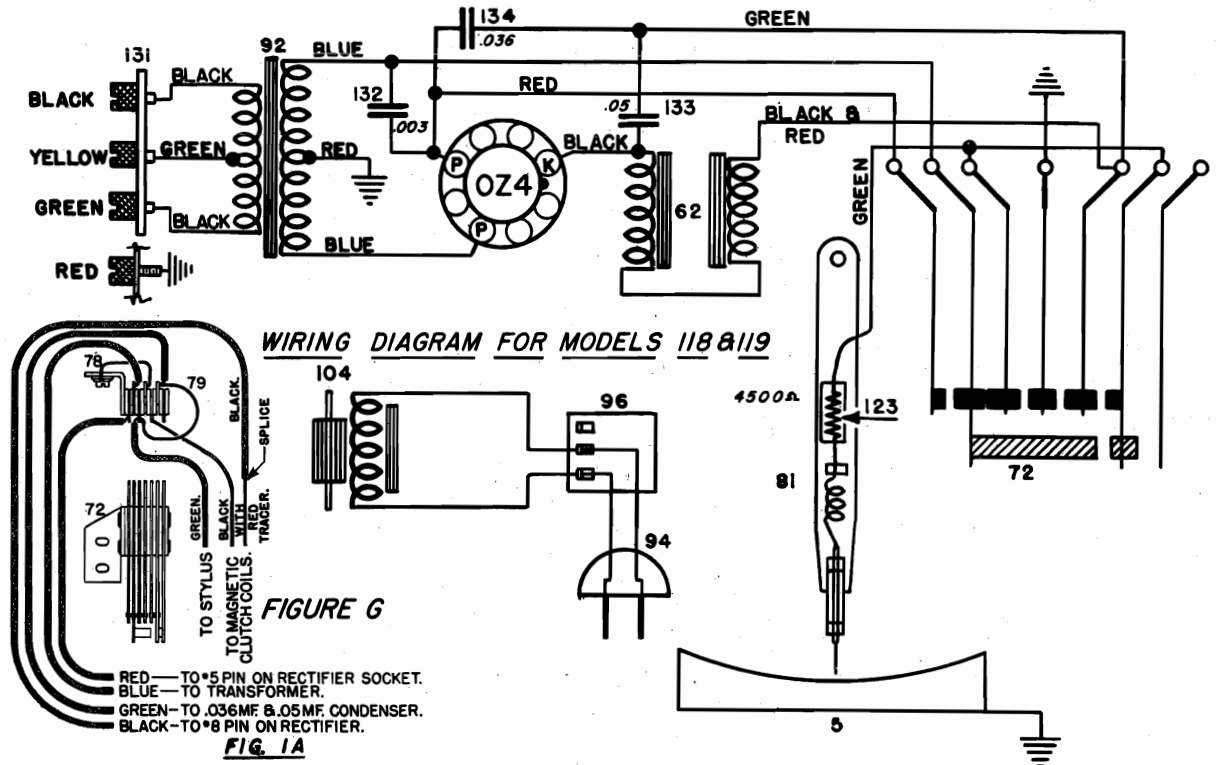 134
.036
GREEN
131
92
BLUE
BLACK
BLACK
132
.003
RED
.05
133
BLACK & RED
YELLOW
GREEN
RED
P
OZ4
K
BLACK
P
62
GREEN
GREEN
BLACK
BLUE
RED
WIRING DIAGRAM FOR MODELS 118 & 119
78
79
BLACK.
SPLICE
104
96
4500Ω
123
81
72
72
GREEN.
BLACK WITH RED TRACER.
94
TO STYLUS
TO MAGNETIC CLUTCH COILS.
FIGURE G
RED—TO #5 PIN ON RECTIFIER SOCKET.
BLUE—TO TRANSFORMER.
GREEN-TO .036MF. & .05MF. CONDENSER.
BLACK-TO #8 PIN ON RECTIFIER.
FIG. 1A
5